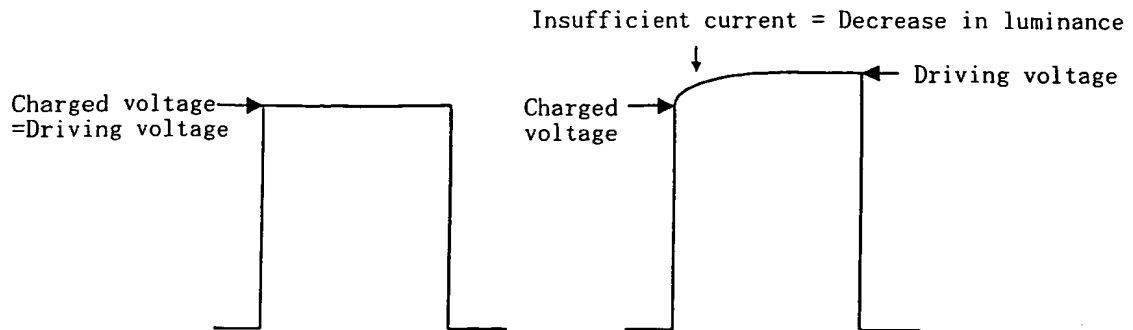 Insufficient current = Decrease in luminance
Charged voltage
=Driving voltage
Charged
voltage
Driving voltage